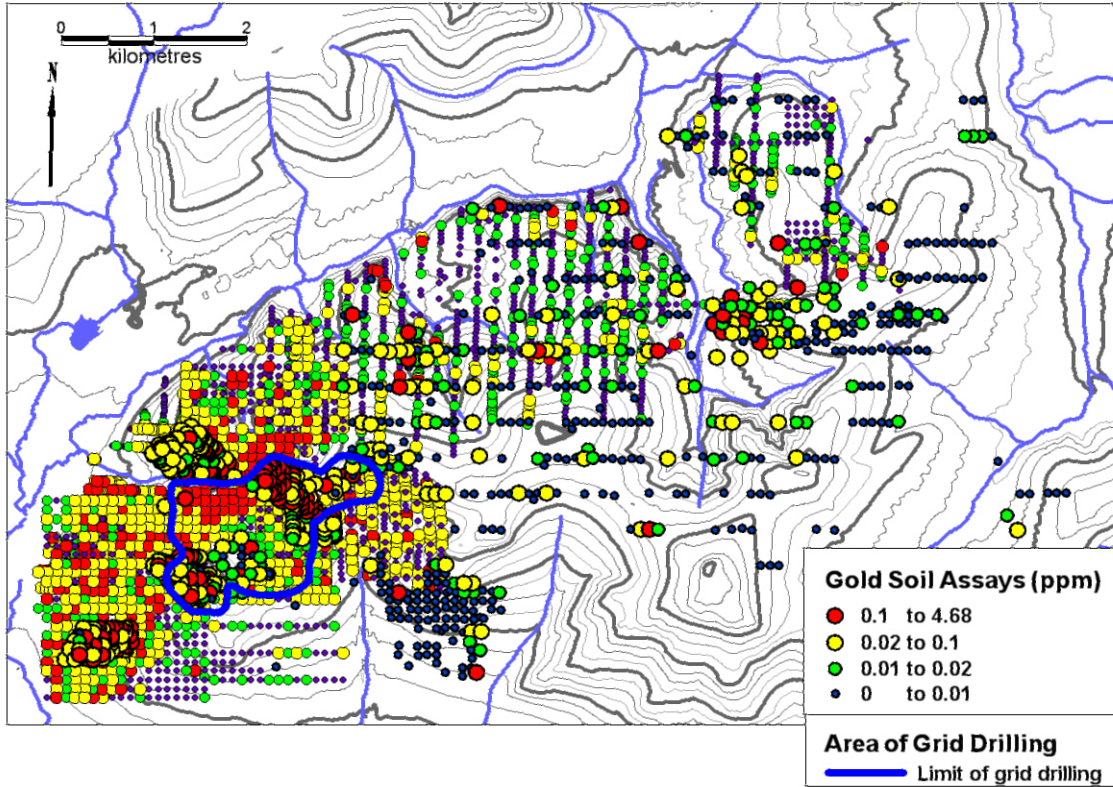 0 1 2
kilometres
N
Gold Soil Assays (ppm)
0.1 to 4.68
0.02 to 0.1
0.01 to 0.02
0 to 0.01
Area of Grid Drilling
Limit of grid drilling